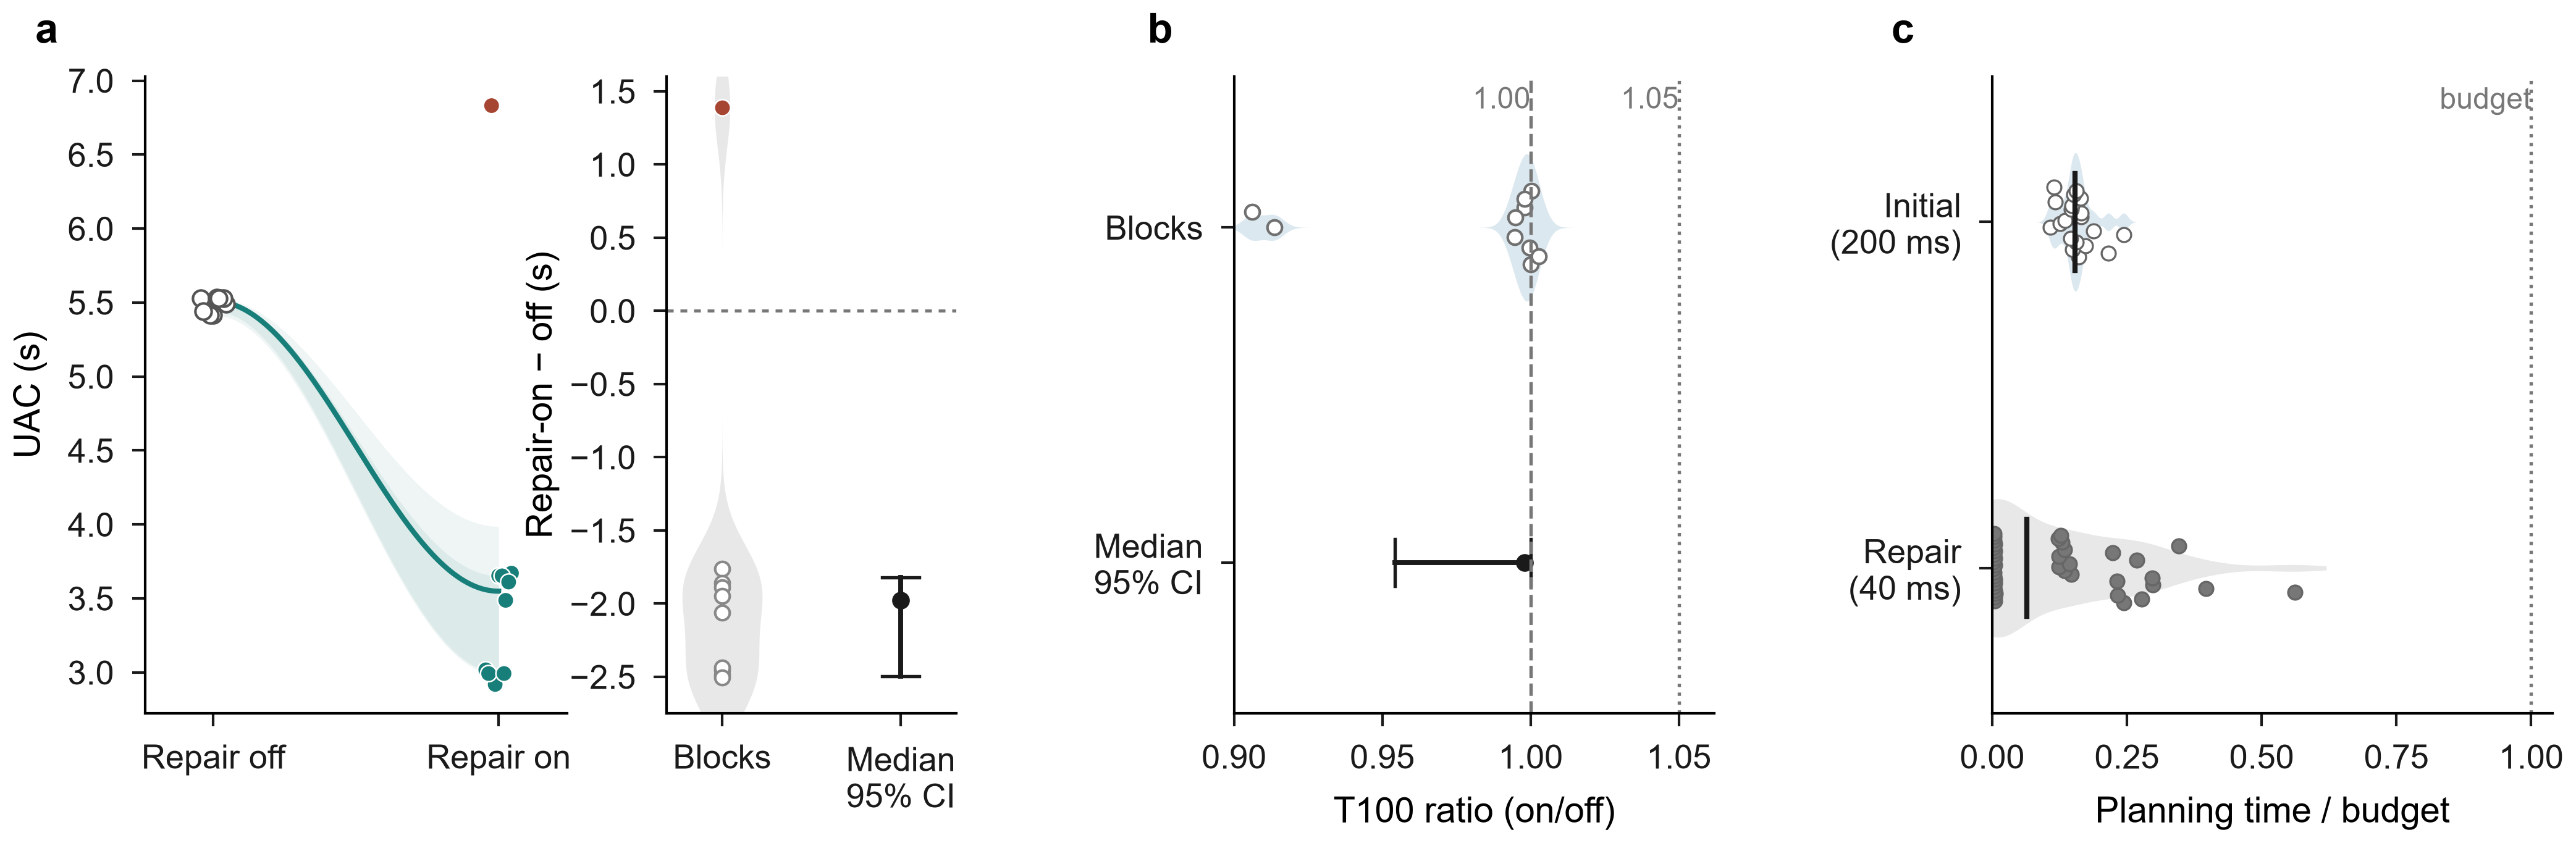 a
UAC (s)
7.0
6.5
6.0
5.5
5.0
4.5
4.0
3.5
3.0
Repair off
Repair on
Repair-on − off (s)
1.5
1.0
0.5
0.0
−0.5
−1.0
−1.5
−2.0
−2.5
Blocks
Median
95% CI
b
1.00
1.05
Blocks
Median
95% CI
0.90
0.95
1.00
1.05
T100 ratio (on/off)
c
budget
Initial
(200 ms)
Repair
(40 ms)
0.00
0.25
0.50
0.75
1.00
Planning time / budget